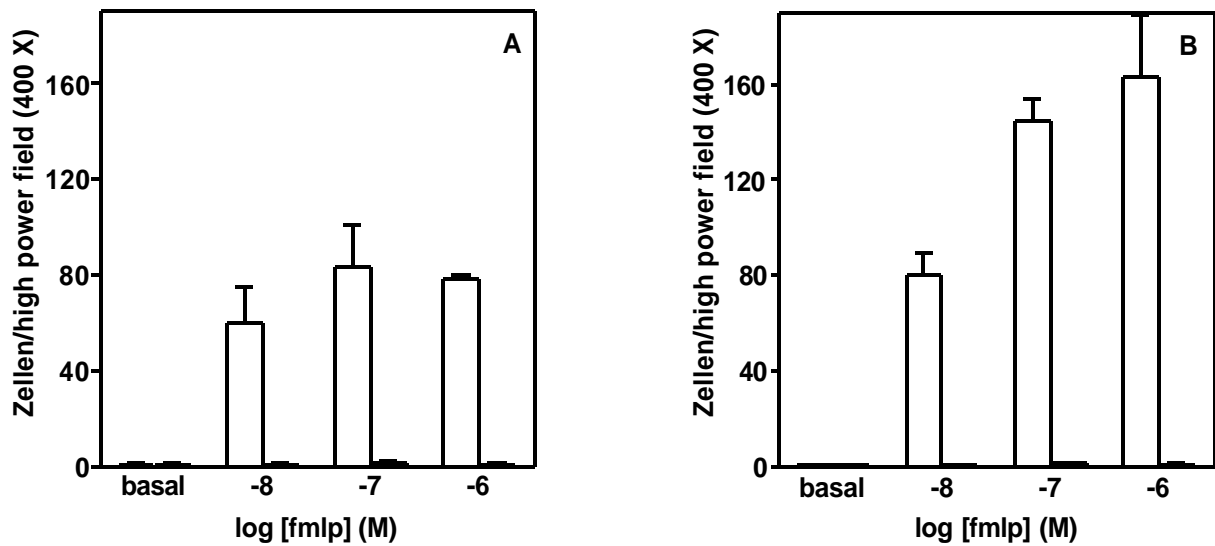 A
Zellen/high power field (400 X)
160
120
80
40
0
basal -8 -7 -6
log [fmlp] (M)
B
Zellen/high power field (400 X)
160
120
80
40
0
basal -8 -7 -6
log [fmlp] (M)